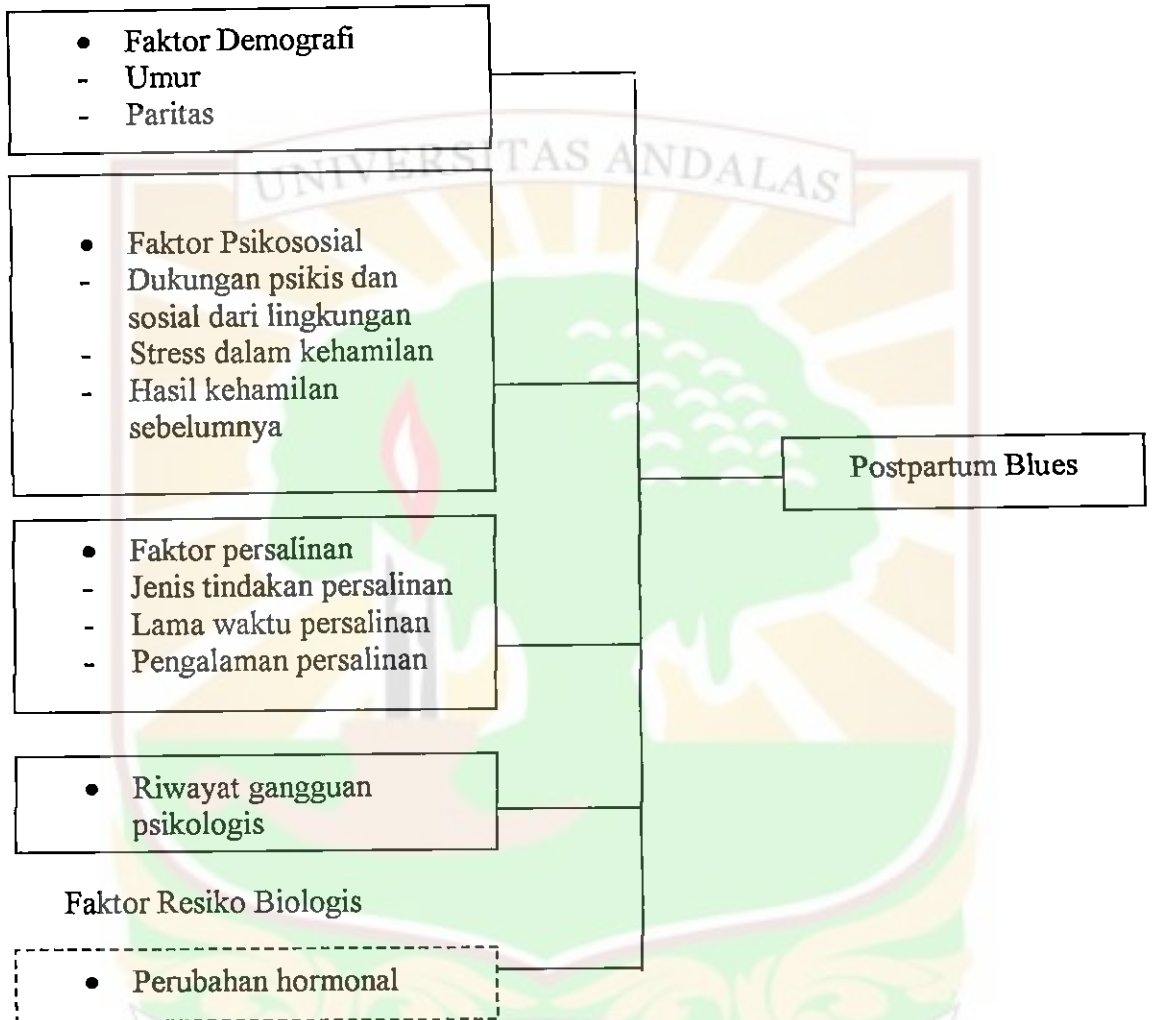 • Faktor Demografi
- Umur
- Paritas
UNIVERSITAS ANDALAS
• Faktor Psikososial
- Dukungan psikis dan
sosial dari lingkungan
- Stress dalam kehamilan
- Hasil kehamilan
sebelumnya
Postpartum Blues
• Faktor persalinan
- Jenis tindakan persalinan
- Lama waktu persalinan
- Pengalaman persalinan
• Riwayat gangguan
psikologis
Faktor Resiko Biologis
• Perubahan hormonal